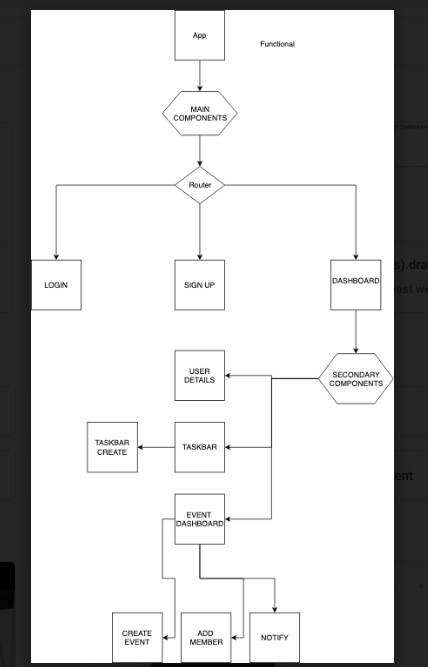 App
Functional
MAIN
COMPONENTS
Router
LOGIN
SIGN UP
DASHBOARD
s).dra
ast we
USER
DETAILS
SECONDARY
COMPONENTS
TASKBAR
CREATE
TASKBAR
ent
EVENT
DASHBOARD
CREATE
EVENT
ADD
MEMBER
NOTIFY